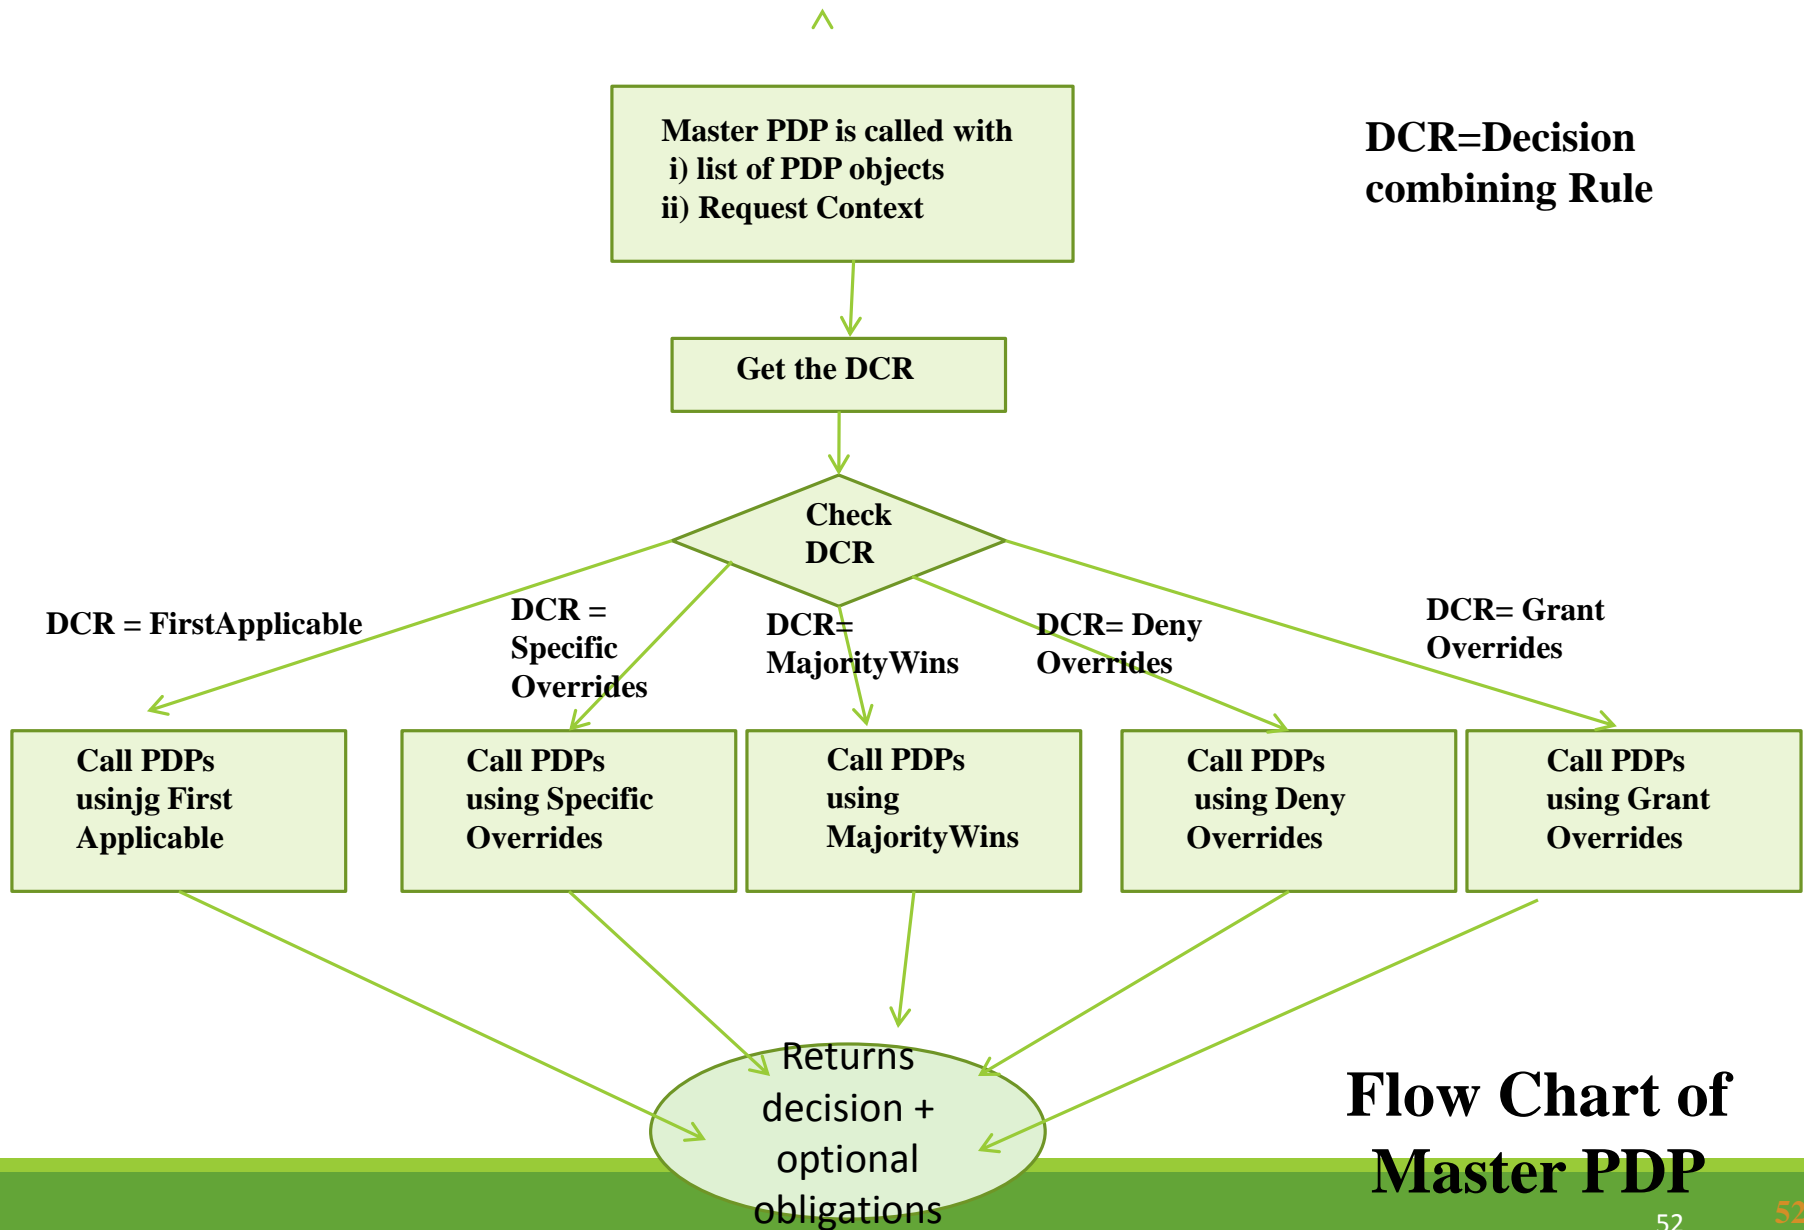 Master PDP is called with
i) list of PDP objects
ii) Request Context
DCR=Decision
combining Rule
Get the DCR
Check
DCR
DCR = FirstApplicable
DCR =
Specific
Overrides
DCR=
MajorityWins
DCR= Deny
Overrides
DCR= Grant
Overrides
Call PDPs
usinjg First
Applicable
Call PDPs
using Specific
Overrides
Call PDPs
using
MajorityWins
Call PDPs
using Deny
Overrides
Call PDPs
using Grant
Overrides
Returns
decision +
optional
obligations
Flow Chart of
Master PDP
52
52